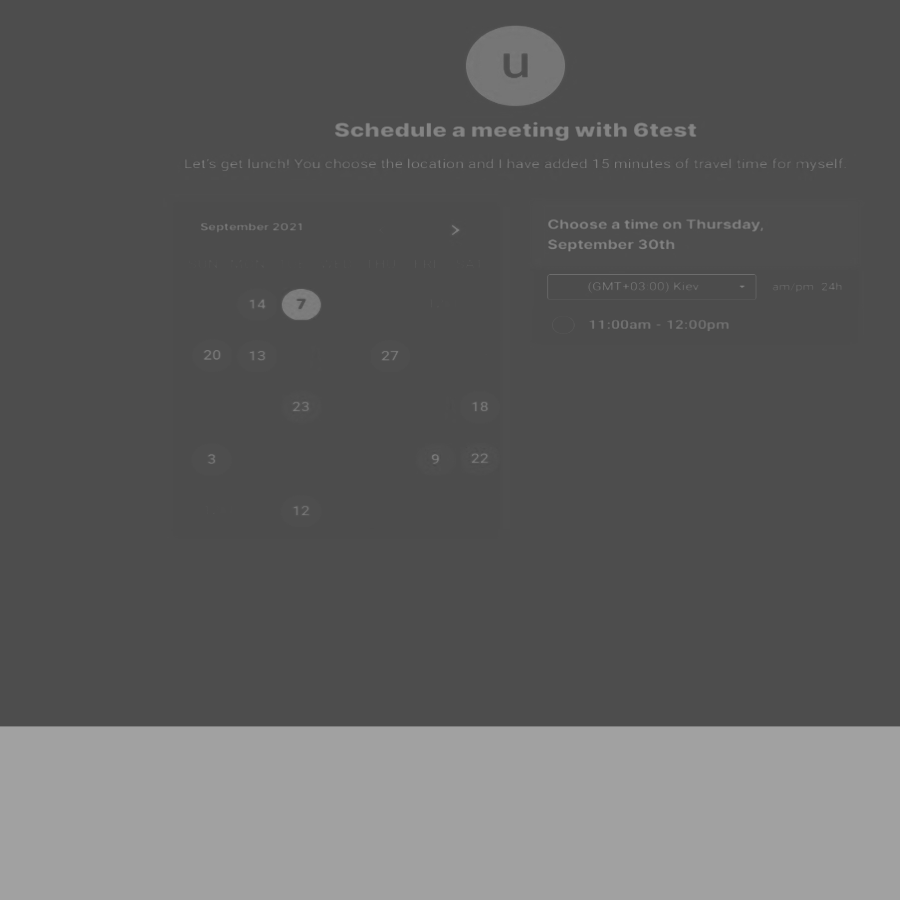 u
Schedule a meeting with 6test
Let's get lunch! You choose the location and I have added 15 minutes of travel time for myself.
September 2021
14 7
20 13 27
23 18
3 9 22
12
Choose a time on Thursday,
September 30th
(GMT+03:00) Kiev
am/pm 24h
11:00am - 12:00pm